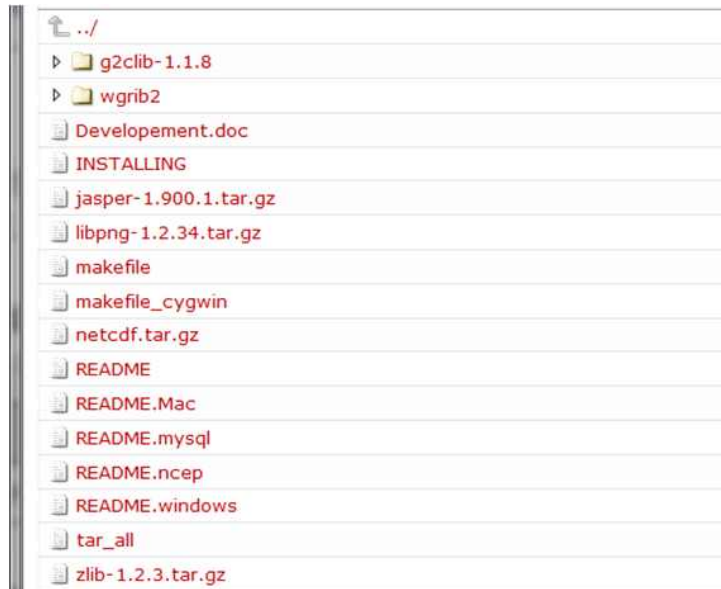 ../
g2clib-1.1.8
wgrib2
Developement.doc
INSTALLING
jasper-1.900.1.tar.gz
libpng-1.2.34.tar.gz
makefile
makefile_cygwin
netcdf.tar.gz
README
README.Mac
README.mysql
README.ncep
README.windows
tar_all
zlib-1.2.3.tar.gz